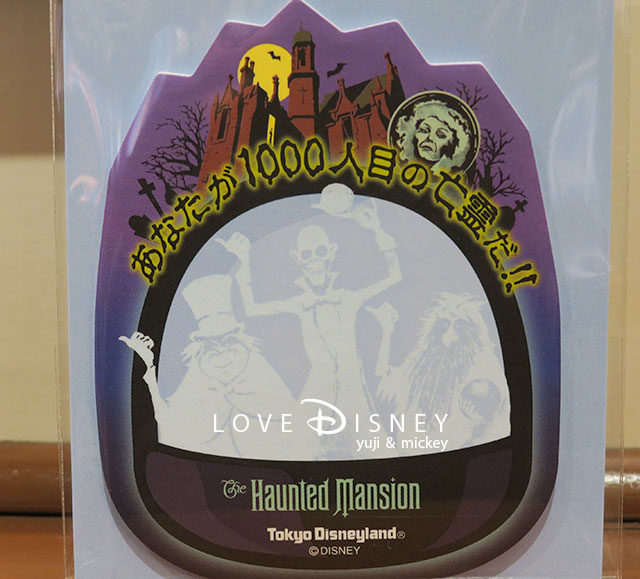 あなたが1000人目の亡霊だ!!
LOVE DISNEY
yuji & mickey
The Haunted Mansion
Tokyo Disneyland®
©DISNEY